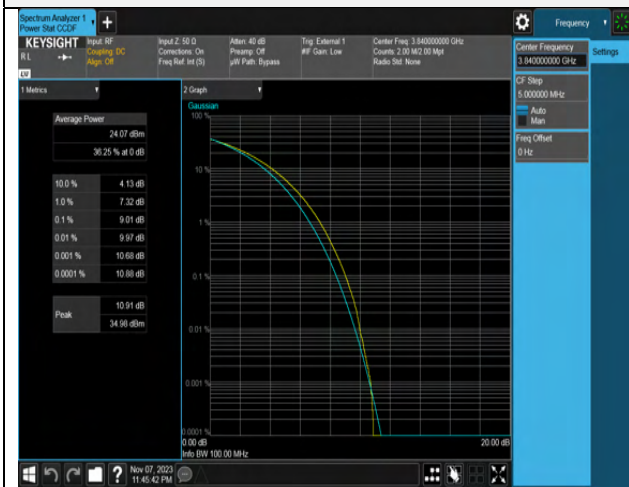 Spectrum Analyzer 1
Power Stat CCDF
Frequency
KEYSIGHT
Input: RF
Coupling: DC
Align: Off
Input Z: 50 Ω
Corrections: On
Freq Ref: Int (S)
Atten: 40 dB
Preamp: Off
µW Path: Bypass
Trig: External 1
#IF Gain: Low
Center Freq: 3.840000000 GHz
Counts: 2.00 M/2.00 Mpt
Radio Std: None
R L
Center Frequency
3.840000000 GHz
Settings
CF Step
5.000000 MHz
Auto
Man
Freq Offset
0 Hz
1 Metrics
Average Power
24.07 dBm
36.25 % at 0 dB
10.0 % 4.13 dB
1.0 % 7.32 dB
0.1 % 9.01 dB
0.01 % 9.97 dB
0.001 % 10.68 dB
0.0001 % 10.88 dB
Peak
10.91 dB
34.98 dBm
2 Graph
Gaussian
100 %
10 %
1 %
0.1 %
0.01 %
0.001 %
0.0001 %
0.00 dB
20.00 dB
Info BW 100.00 MHz
Nov 07, 2023
11:45:42 PM